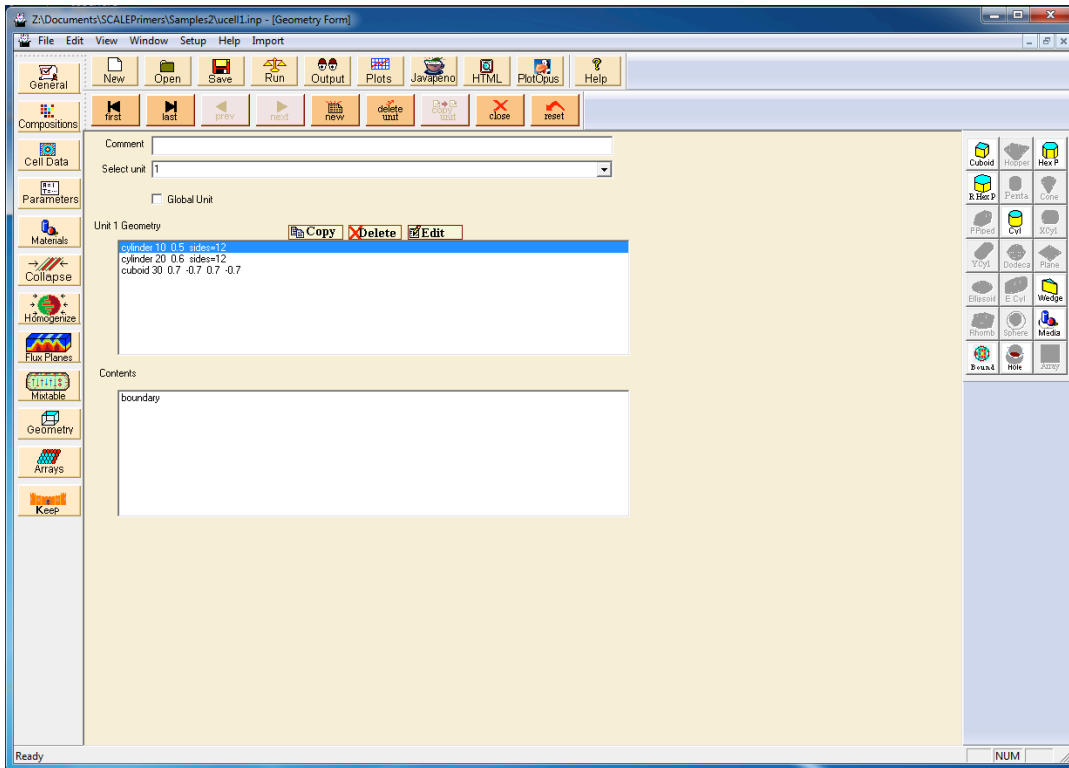 Z:\Documents\SCALEPrimers\Samples2\ucell1.inp - [Geometry Form]
File Edit View Window Setup Help Import
General
New Open Save Run Output Plots Javapeno HTML PlotOpus Help
Compositions
first last prev next new delete unit copy unit close reset
Cell Data
Parameters
Materials
Collapse
Homogenize
Flux Planes
Mixtable
Geometry
Arrays
Keep
Comment
Select unit 1
Global Unit
Unit 1 Geometry
Copy Delete Edit
cylinder 10 0.5 sides=12
cylinder 20 0.6 sides=12
cuboid 30 0.7 -0.7 0.7 -0.7
Contents
boundary
Cuboid Hopper Hex P
R Hex P Penta Cone
PPiped Cyl XCyl
YCyl Dodeca Plane
Ellissoid E Cyl Wedge
Rhomb Sphere Media
Bound Hole Array
Ready
NUM